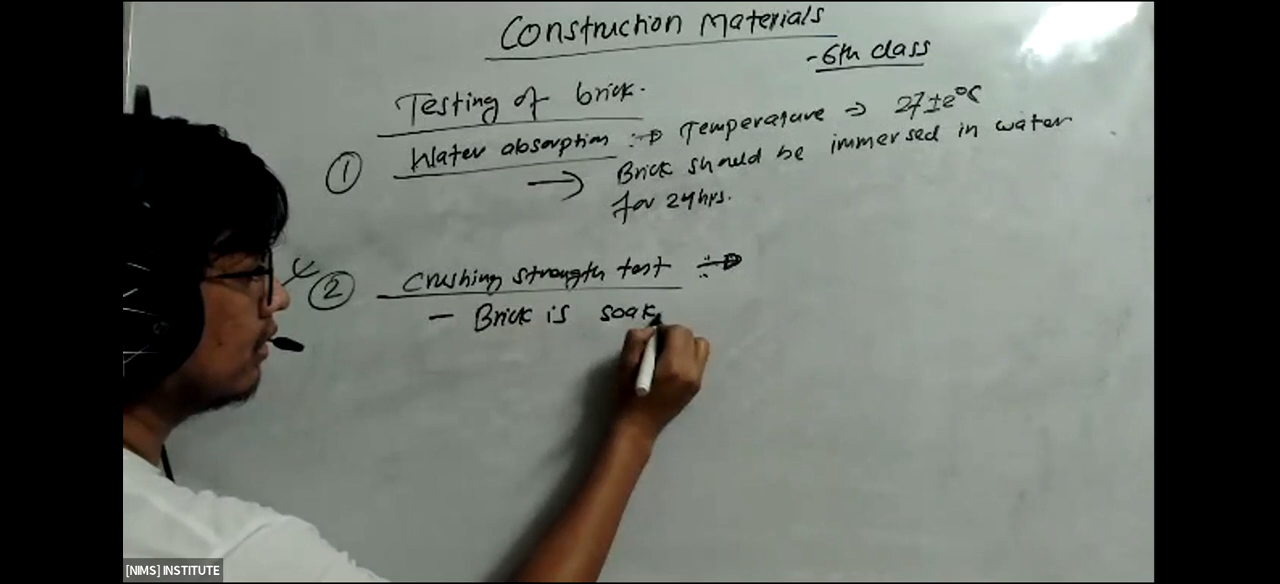 Construction Materials
-6th class
Testing of brick.
① Water absorption :→ Temperature → 27±2°C
→ Brick should be immersed in water
for 24hrs.
② Crushing strength test :→
- Brick is soak
[NIMS] INSTITUTE